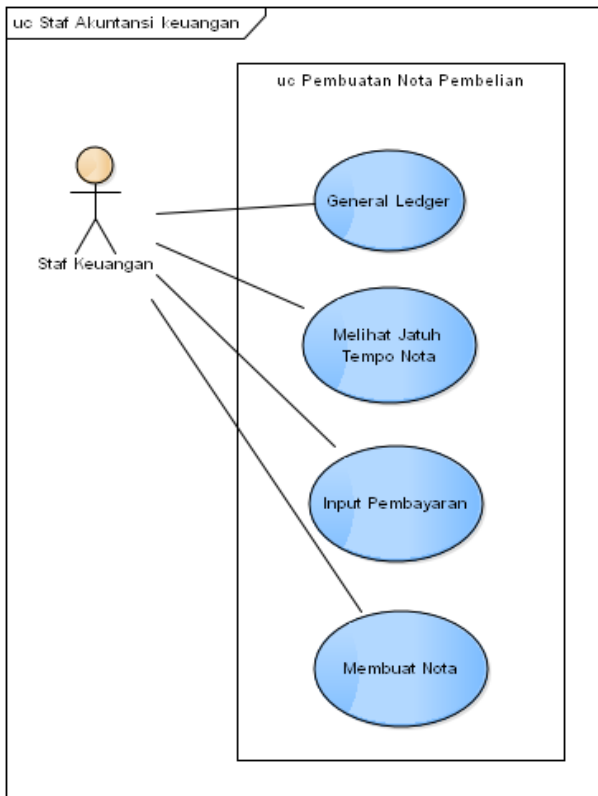 uc Staf Akuntansi keuangan
uc Pembuatan Nota Pembelian
General Ledger
Staf Keuangan
Melihat Jatuh
Tempo Nota
Input Pembayaran
Membuat Nota